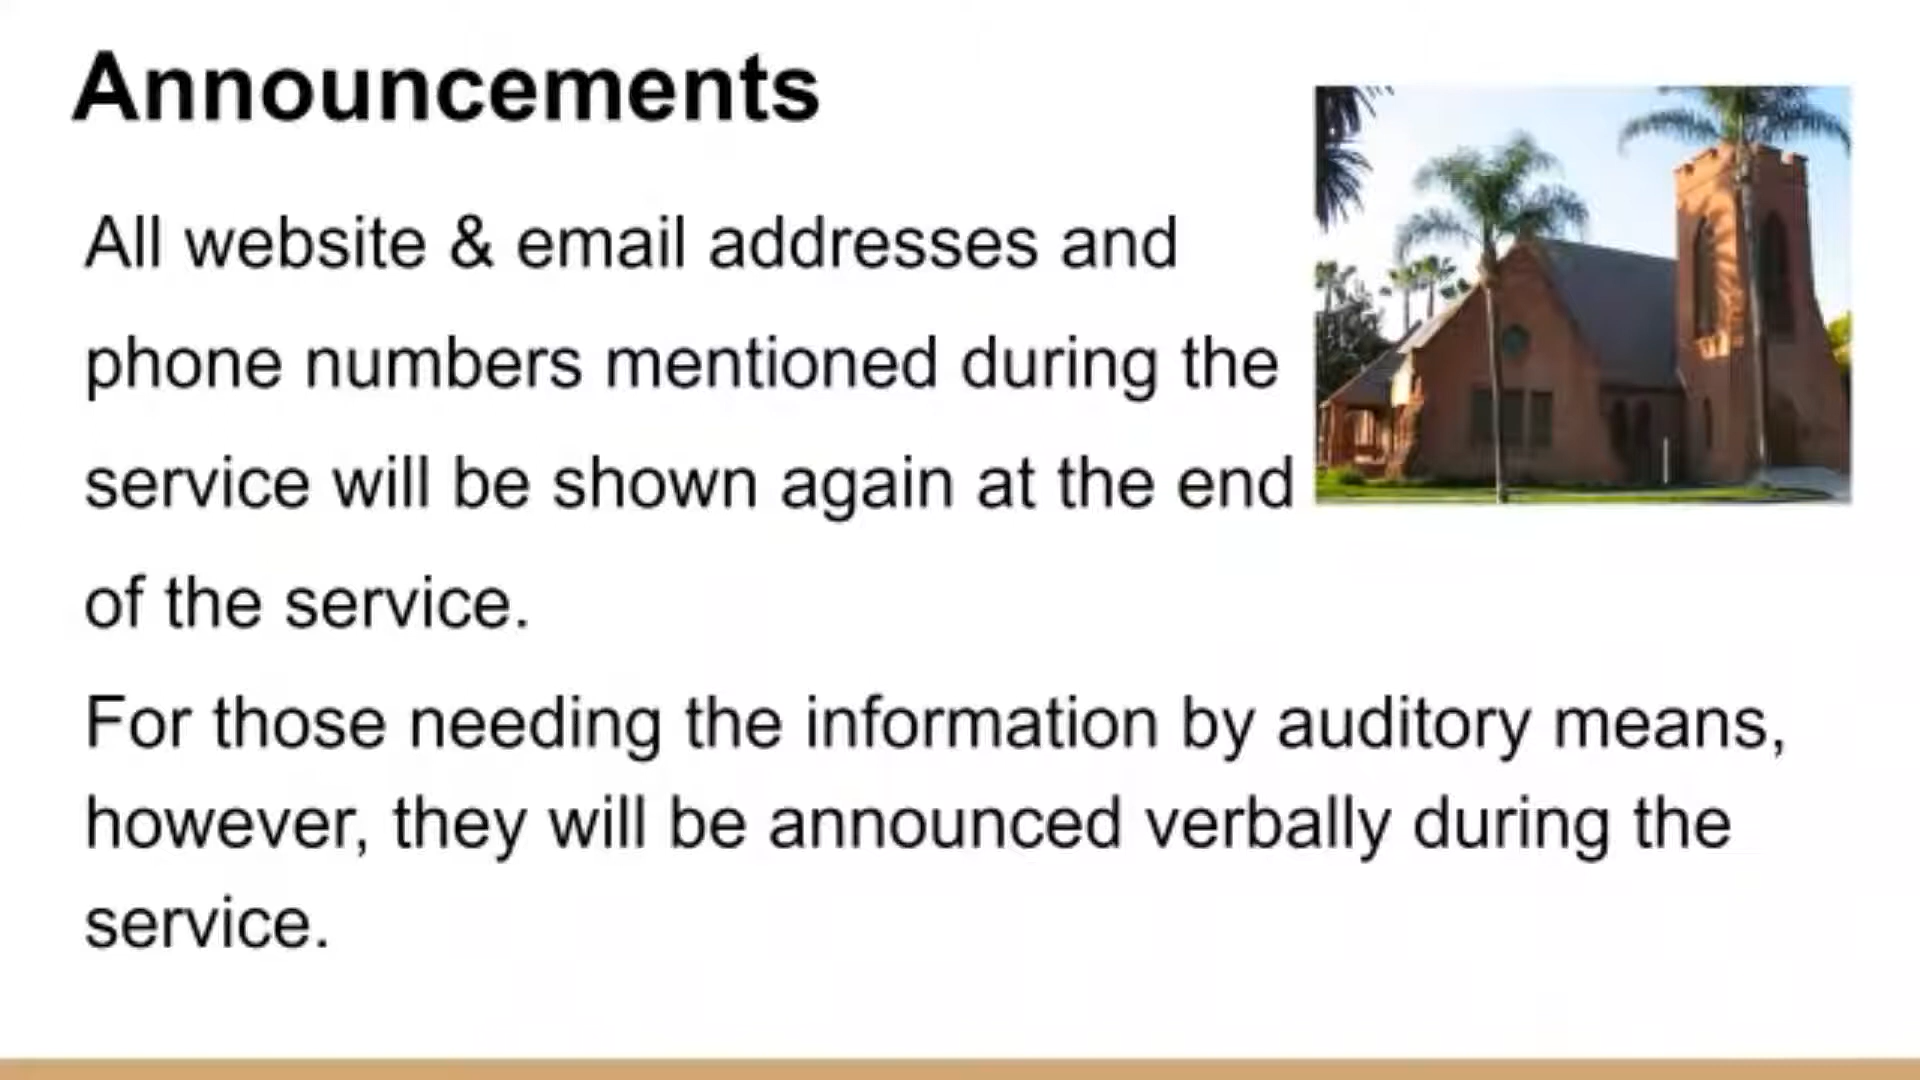 Announcements
All website & email addresses and
phone numbers mentioned during the
service will be shown again at the end
of the service.
For those needing the information by auditory means,
however, they will be announced verbally during the
service.